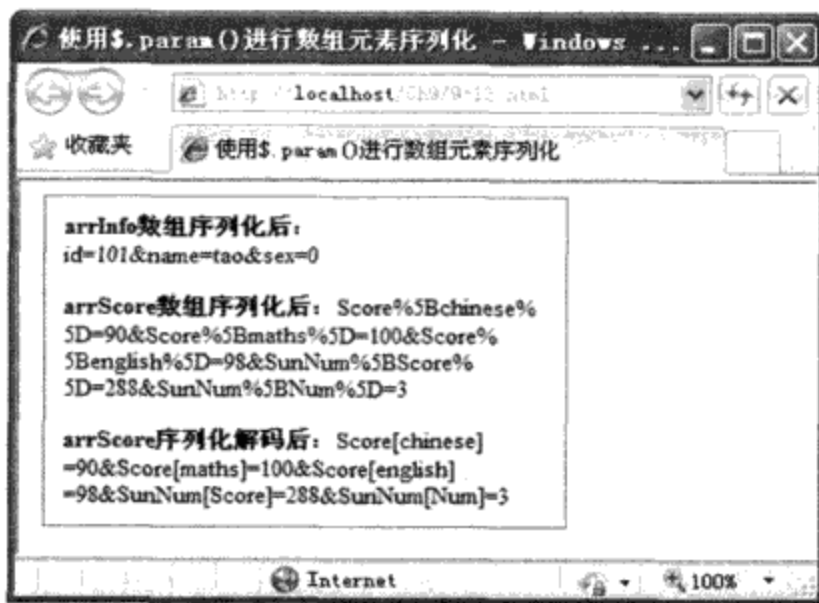 使用$.param()进行数组元素序列化 - Windows ...
localhost
收藏夹
使用$.param()进行数组元素序列化
arrInfo数组序列化后：
id=101&name=tao&sex=0
arrScore数组序列化后：Score%5Bchinese%
5D=90&Score%5Bmaths%5D=100&Score%
5Benglish%5D=98&SunNum%5BScore%
5D=288&SunNum%5BNum%5D=3
arrScore序列化解码后：Score[chinese]
=90&Score[maths]=100&Score[english]
=98&SunNum[Score]=288&SunNum[Num]=3
Internet
100%